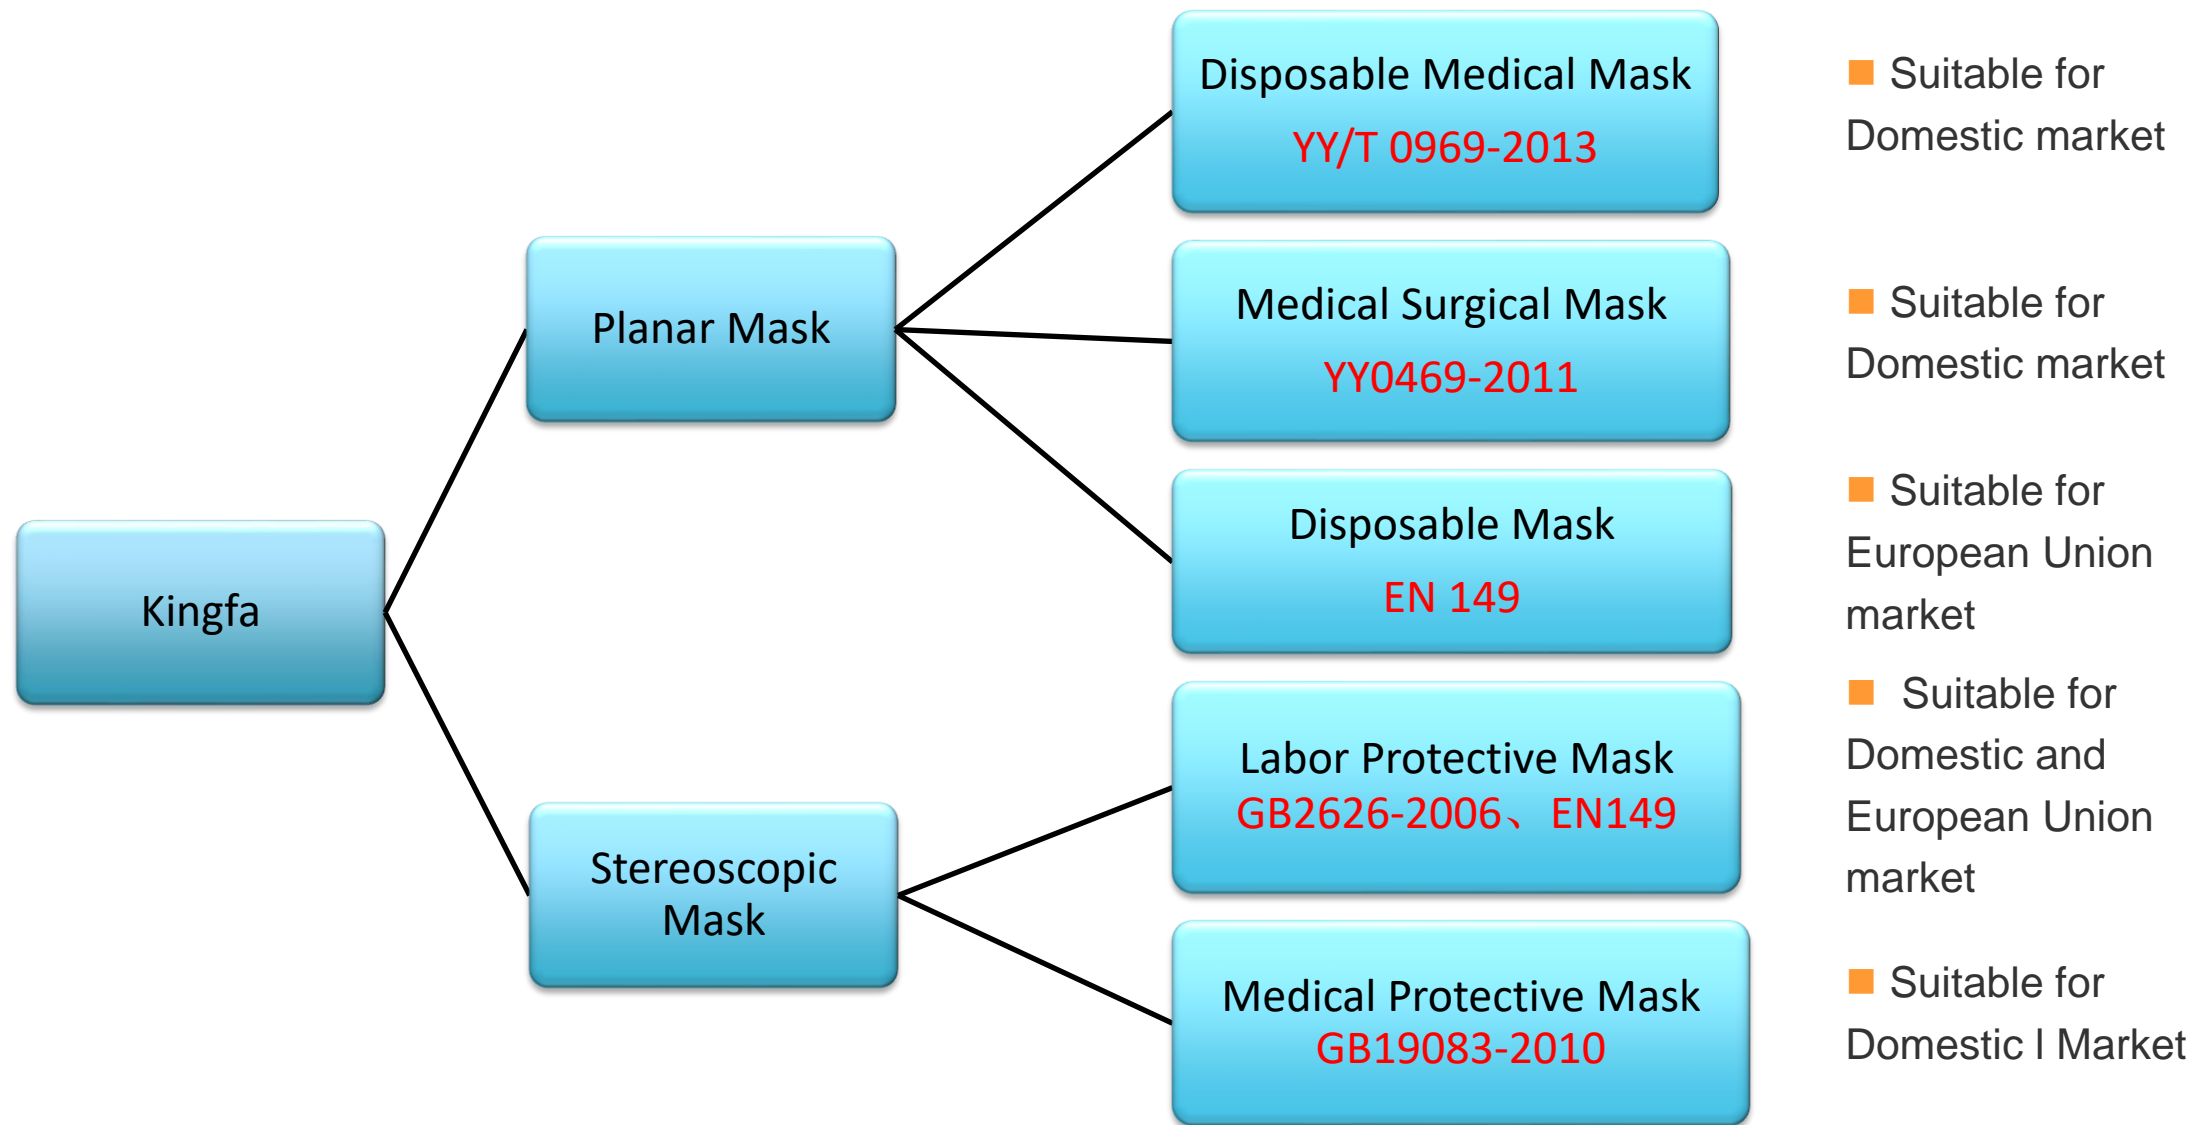 Kingfa
Planar Mask
Stereoscopic
Mask
Disposable Medical Mask
YY/T 0969-2013
Medical Surgical Mask
YY0469-2011
Disposable Mask
EN 149
Labor Protective Mask
GB2626-2006、EN149
Medical Protective Mask
GB19083-2010
Suitable for
Domestic market
Suitable for
Domestic market
Suitable for
European Union
market
Suitable for
Domestic and
European Union
market
Suitable for
Domestic l Market